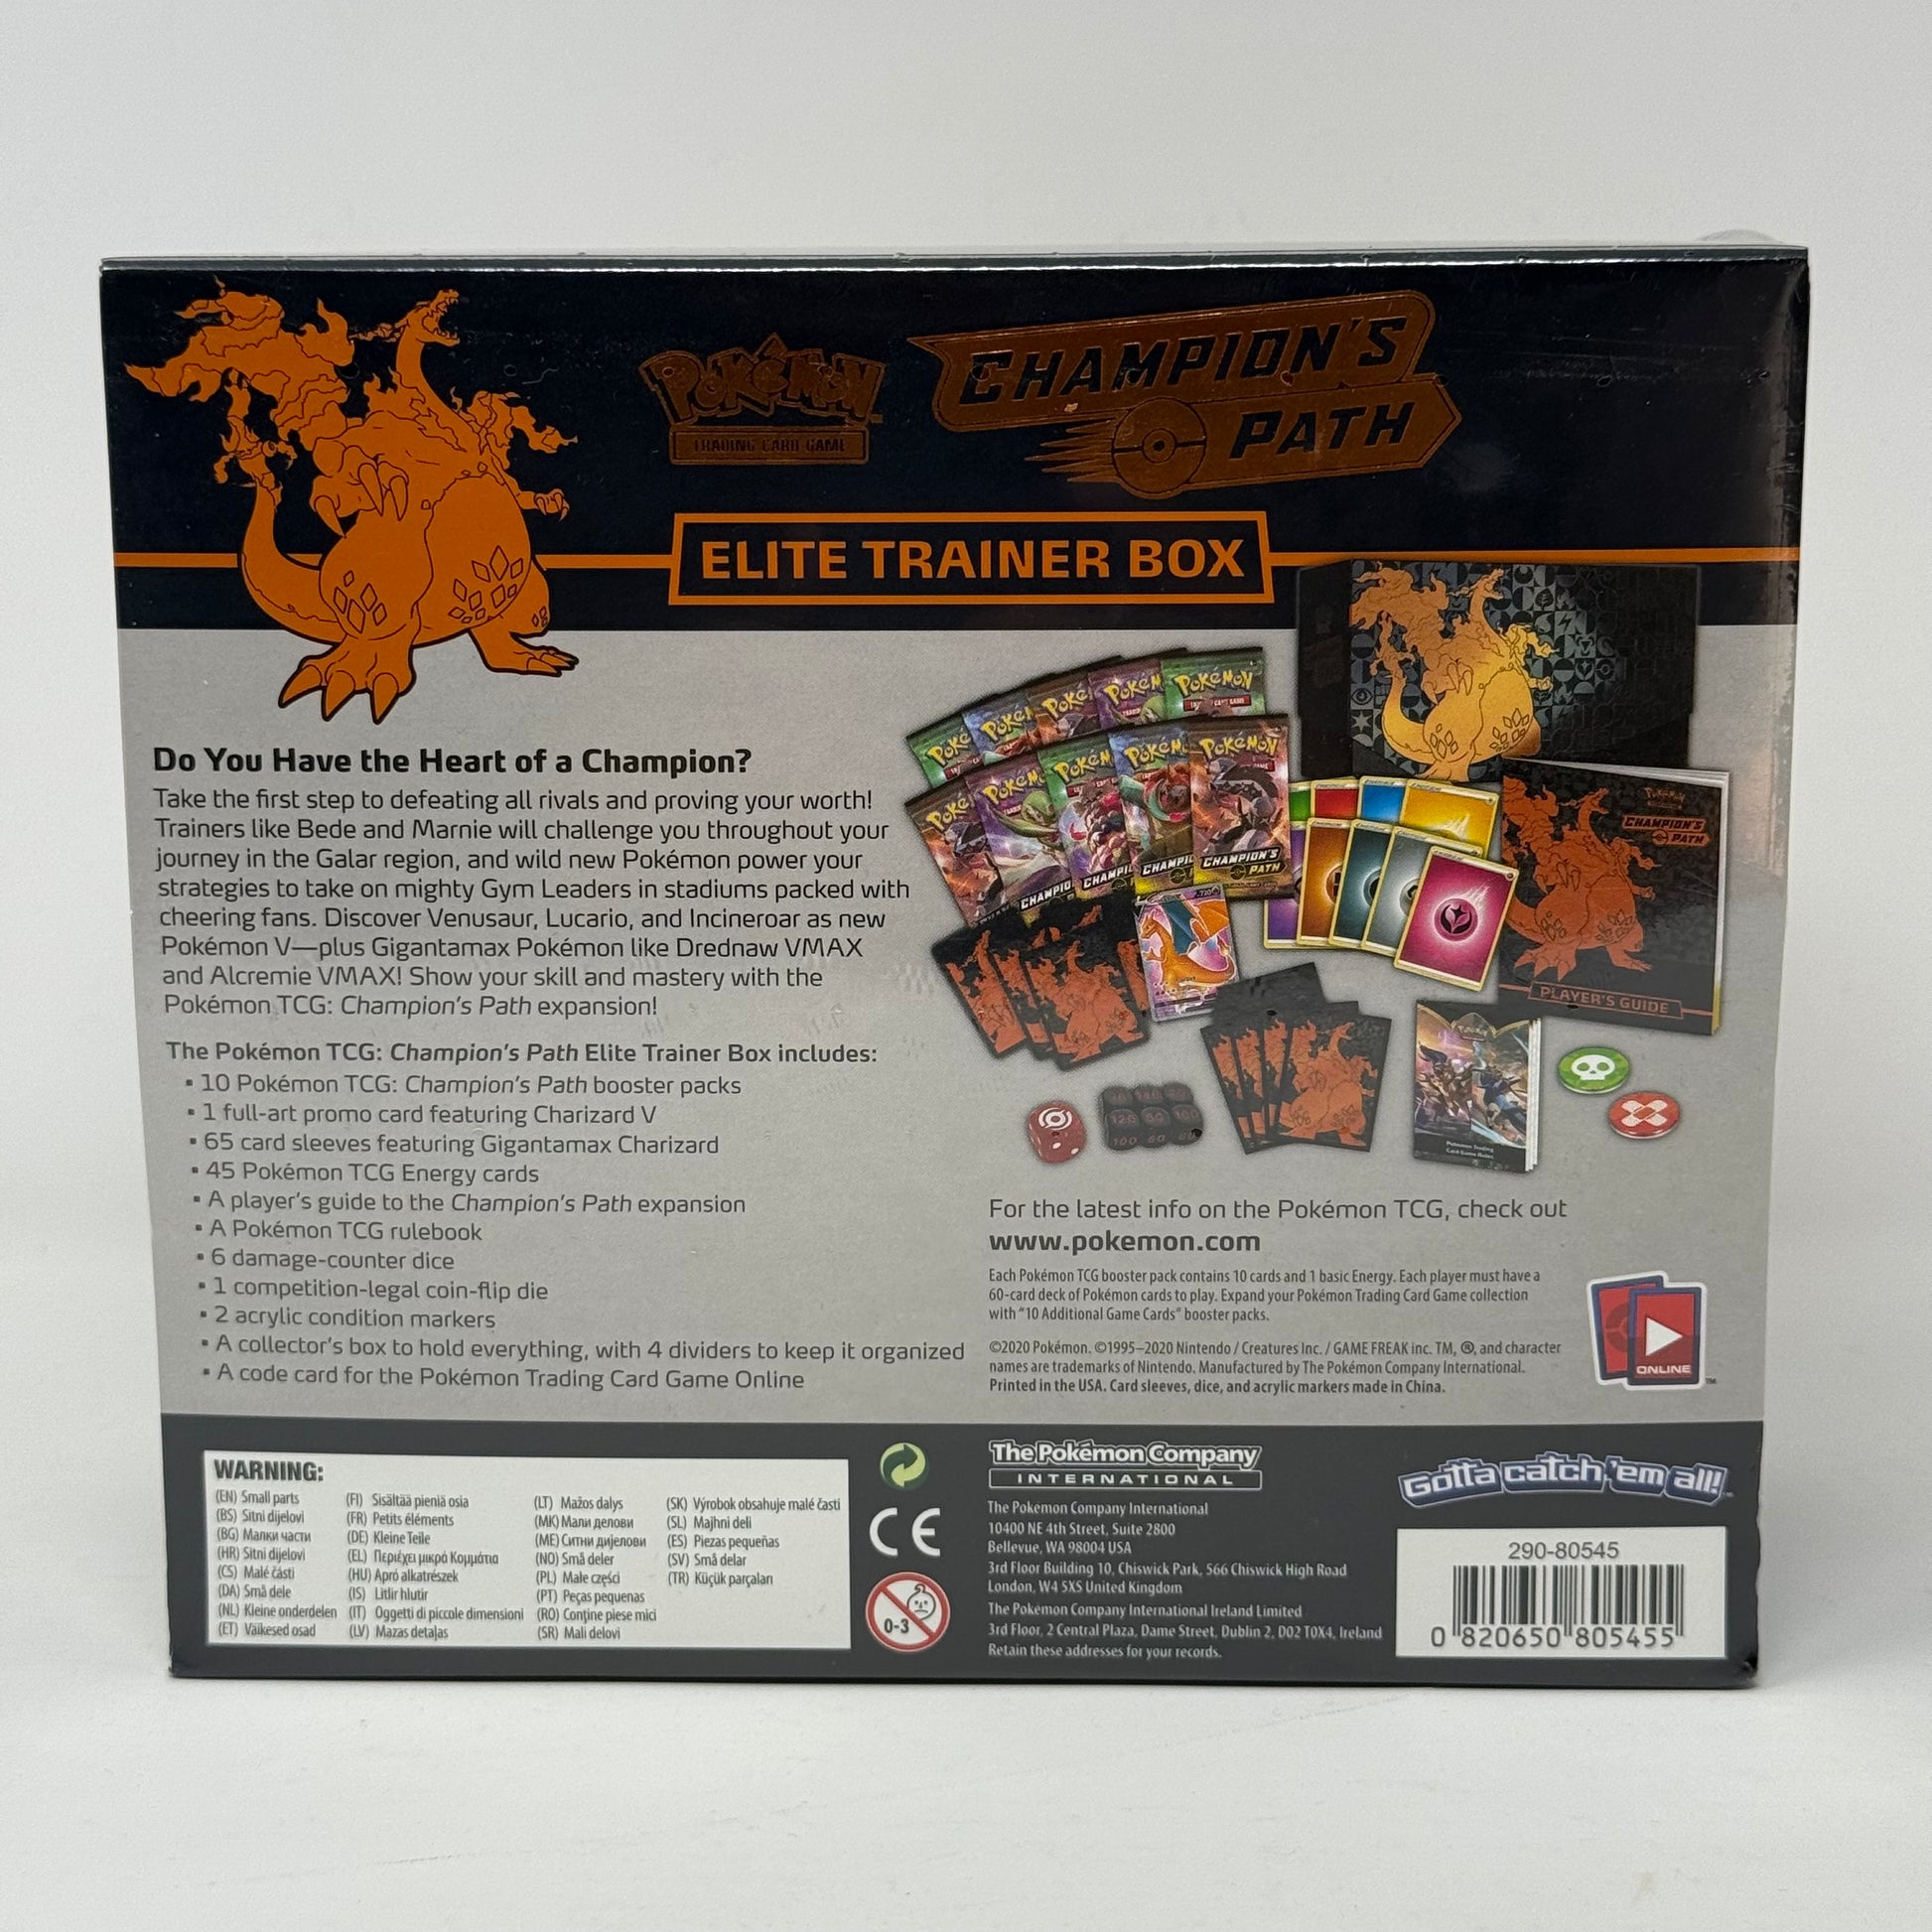 POKéMON
TRADING CARD GAME
CHAMPION'S
PATH
ELITE TRAINER BOX
Do You Have the Heart of a Champion?
Take the first step to defeating all rivals and proving your worth!
Trainers like Bede and Marnie will challenge you throughout your
journey in the Galar region, and wild new Pokémon power your
strategies to take on mighty Gym Leaders in stadiums packed with
cheering fans. Discover Venusaur, Lucario, and Incineroar as new
Pokémon V—plus Gigantamax Pokémon like Drednaw VMAX
and Alcremie VMAX! Show your skill and mastery with the
Pokémon TCG: Champion's Path expansion!
The Pokémon TCG: Champion's Path Elite Trainer Box includes:
▪ 10 Pokémon TCG: Champion's Path booster packs
▪ 1 full-art promo card featuring Charizard V
▪ 65 card sleeves featuring Gigantamax Charizard
▪ 45 Pokémon TCG Energy cards
▪ A player's guide to the Champion's Path expansion
▪ A Pokémon TCG rulebook
▪ 6 damage-counter dice
▪ 1 competition-legal coin-flip die
▪ 2 acrylic condition markers
▪ A collector's box to hold everything, with 4 dividers to keep it organized
▪ A code card for the Pokémon Trading Card Game Online
POKéMON
POKéMON
POKéMON
CHAMPION'S
PATH
CHAMPION'S
PATH
PLAYER'S GUIDE
Pokémon Trading
Card Game Rules
For the latest info on the Pokémon TCG, check out
www.pokemon.com
Each Pokémon TCG booster pack contains 10 cards and 1 basic Energy. Each player must have a
60-card deck of Pokémon cards to play. Expand your Pokémon Trading Card Game collection
with "10 Additional Game Cards" booster packs.
©2020 Pokémon. ©1995–2020 Nintendo / Creatures Inc. / GAME FREAK inc. TM, ®, and character
names are trademarks of Nintendo. Manufactured by The Pokémon Company International.
Printed in the USA. Card sleeves, dice, and acrylic markers made in China.
ONLINE
TM
WARNING:
(EN) Small parts
(BS) Sitni dijelovi
(BG) Малки части
(HR) Sitni dijelovi
(CS) Malé části
(DA) Små dele
(NL) Kleine onderdelen
(ET) Väikesed osad
(FI) Sisältää pieniä osia
(FR) Petits éléments
(DE) Kleine Teile
(EL) Περιέχει μικρά Κομμάτια
(HU) Apró alkatrészek
(IS) Litlir hlutir
(IT) Oggetti di piccole dimensioni
(LV) Mazas detaļas
(LT) Mažos dalys
(MK) Мали делови
(ME) Ситни дијелови
(NO) Små deler
(PL) Małe części
(PT) Peças pequenas
(RO) Conține piese mici
(SR) Mali delovi
(SK) Výrobok obsahuje malé časti
(SL) Majhni deli
(ES) Piezas pequeñas
(SV) Små delar
(TR) Küçük parçaları
CE
0-3
The Pokémon Company
INTERNATIONAL
The Pokémon Company International
10400 NE 4th Street, Suite 2800
Bellevue, WA 98004 USA
3rd Floor Building 10, Chiswick Park, 566 Chiswick High Road
London, W4 5XS United Kingdom
The Pokémon Company International Ireland Limited
3rd Floor, 2 Central Plaza, Dame Street, Dublin 2, D02 T0X4, Ireland
Retain these addresses for your records.
Gotta catch 'em all!
290-80545
0 820650 805455